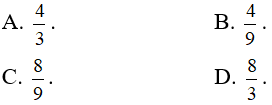 A. 4/3 . B. 4/9 .
C. 8/9 . D. 8/3 .